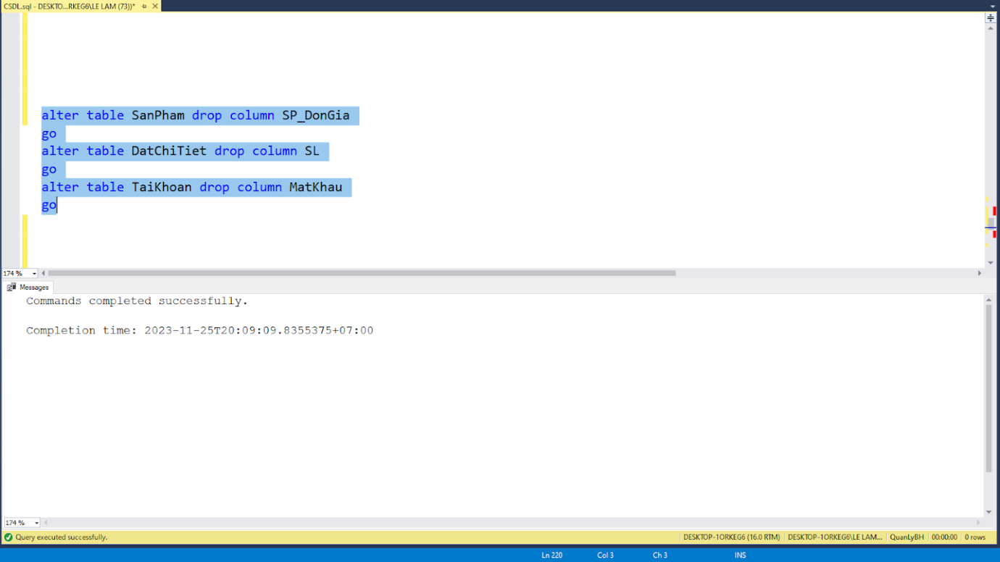 CSDL.sql - DESKTO...RKEG6\LE LAM (73))*
alter table SanPham drop column SP_DonGia
go
alter table DatChiTiet drop column SL
go
alter table TaiKhoan drop column MatKhau
go
174 %
Messages
Commands completed successfully.
Completion time: 2023-11-25T20:09:09.8355375+07:00
174 %
Query executed successfully. DESKTOP-1ORKEG6 (16.0 RTM) DESKTOP-1ORKEG6\LE LAM... QuanLyBH 00:00:00 0 rows
Ln 220 Col 3 Ch 3 INS